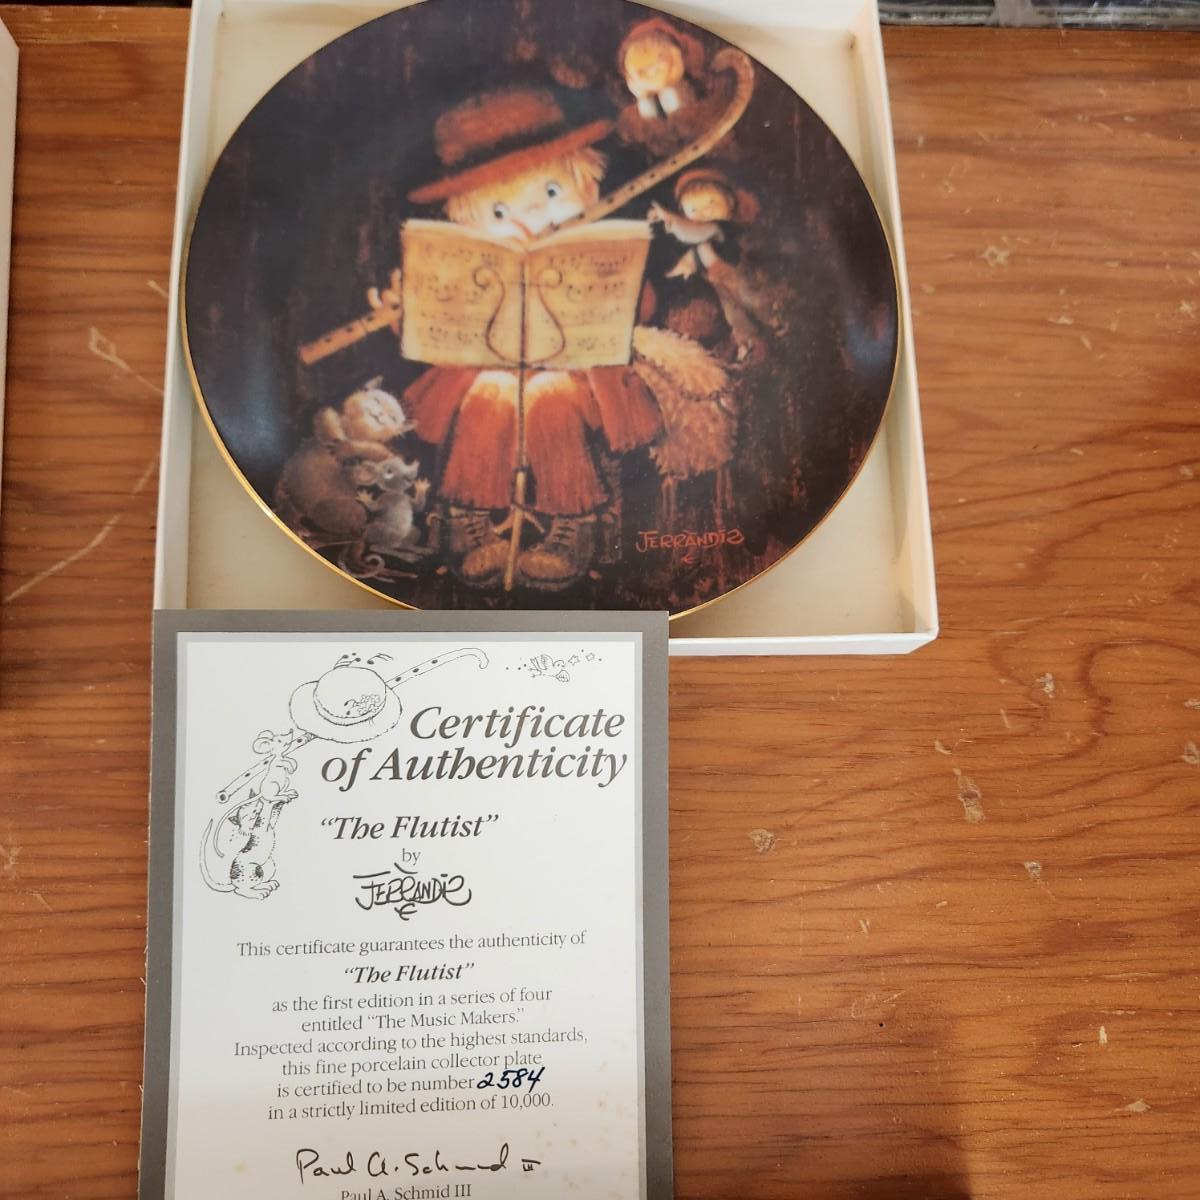 FERRÀNDIZ
Certificate
of Authenticity
"The Flutist"
by
FERRANDIZ
This certificate guarantees the authenticity of
"The Flutist"
as the first edition in a series of four
entitled "The Music Makers."
Inspected according to the highest standards,
this fine porcelain collector plate
is certified to be number 2584
in a strictly limited edition of 10,000.
Paul A. Schmid III
Paul A. Schmid III